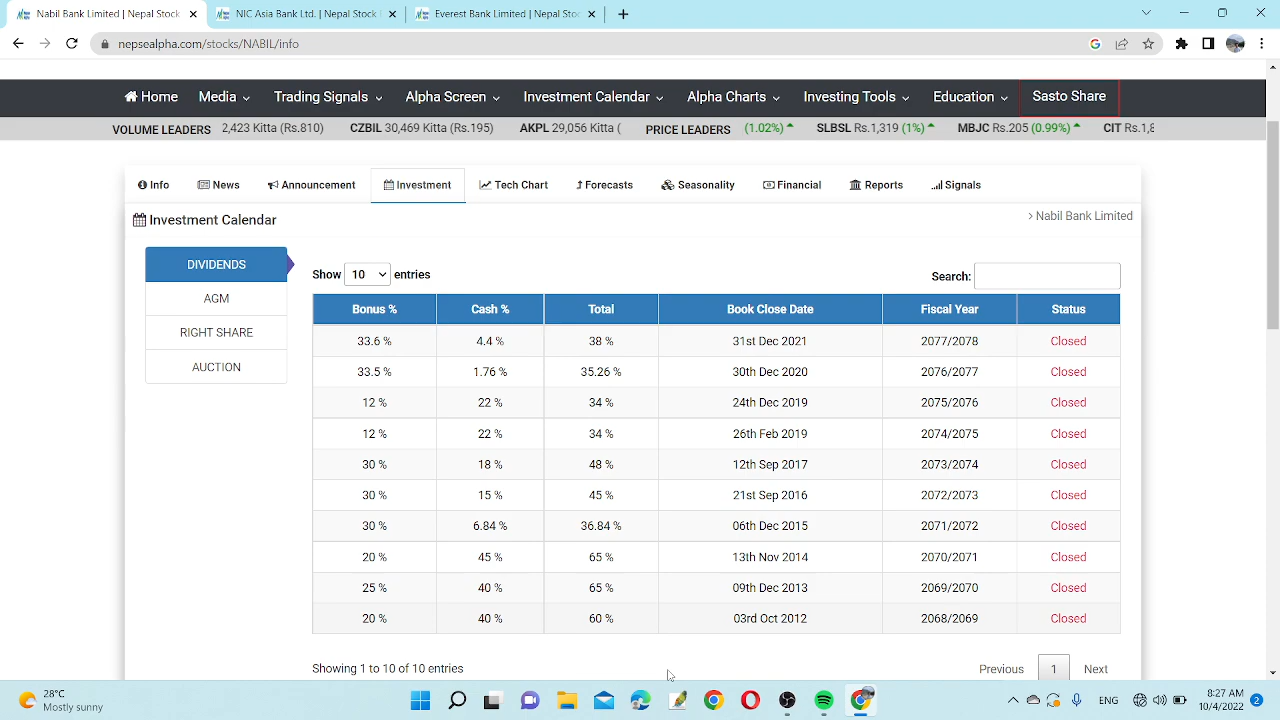 Nabil Bank Limited | Nepal Stock
NIC Asia Bank Ltd. | Nepal Stock
Everest Bank Limited | Nepal Stoc
nepsealpha.com/stocks/NABIL/info
Home Media Trading Signals Alpha Screen Investment Calendar Alpha Charts Investing Tools Education Sasto Share
VOLUME LEADERS 2,423 Kitta (Rs.810) CZBIL 30,469 Kitta (Rs.195) AKPL 29,056 Kitta ( PRICE LEADERS (1.02%) SLBSL Rs.1,319 (1%) MBJC Rs.205 (0.99%) CIT Rs.1,8
Info News Announcement Investment Tech Chart Forecasts Seasonality Financial Reports Signals
Investment Calendar
> Nabil Bank Limited
DIVIDENDS
AGM
RIGHT SHARE
AUCTION
Show 10 entries
Search:
Bonus % Cash % Total Book Close Date Fiscal Year Status
33.6 % 4.4 % 38 % 31st Dec 2021 2077/2078 Closed
33.5 % 1.76 % 35.26 % 30th Dec 2020 2076/2077 Closed
12 % 22 % 34 % 24th Dec 2019 2075/2076 Closed
12 % 22 % 34 % 26th Feb 2019 2074/2075 Closed
30 % 18 % 48 % 12th Sep 2017 2073/2074 Closed
30 % 15 % 45 % 21st Sep 2016 2072/2073 Closed
30 % 6.84 % 36.84 % 06th Dec 2015 2071/2072 Closed
20 % 45 % 65 % 13th Nov 2014 2070/2071 Closed
25 % 40 % 65 % 09th Dec 2013 2069/2070 Closed
20 % 40 % 60 % 03rd Oct 2012 2068/2069 Closed
Showing 1 to 10 of 10 entries
Previous 1 Next
28°C
Mostly sunny
ENG
8:27 AM
10/4/2022
2